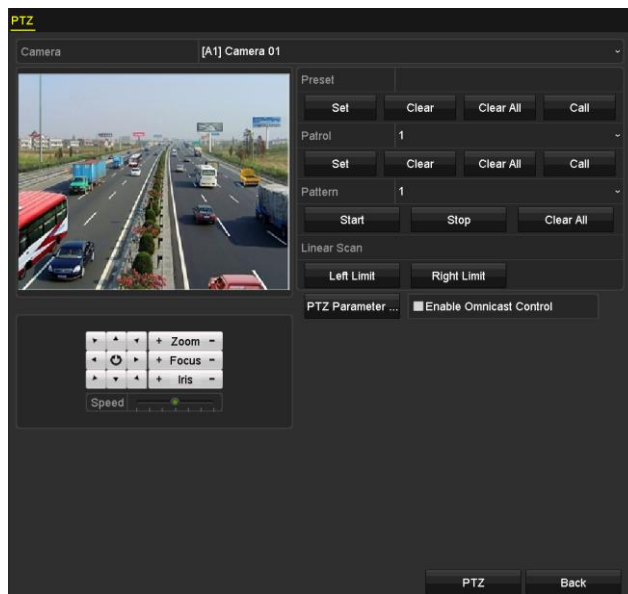 PTZ
Camera [A1] Camera 01
Preset
Set Clear Clear All Call
Patrol 1
Set Clear Clear All Call
Pattern 1
Start Stop Clear All
Linear Scan
Left Limit Right Limit
PTZ Parameter ... Enable Omnicast Control
+ Zoom -
+ Focus -
+ Iris -
Speed
PTZ Back